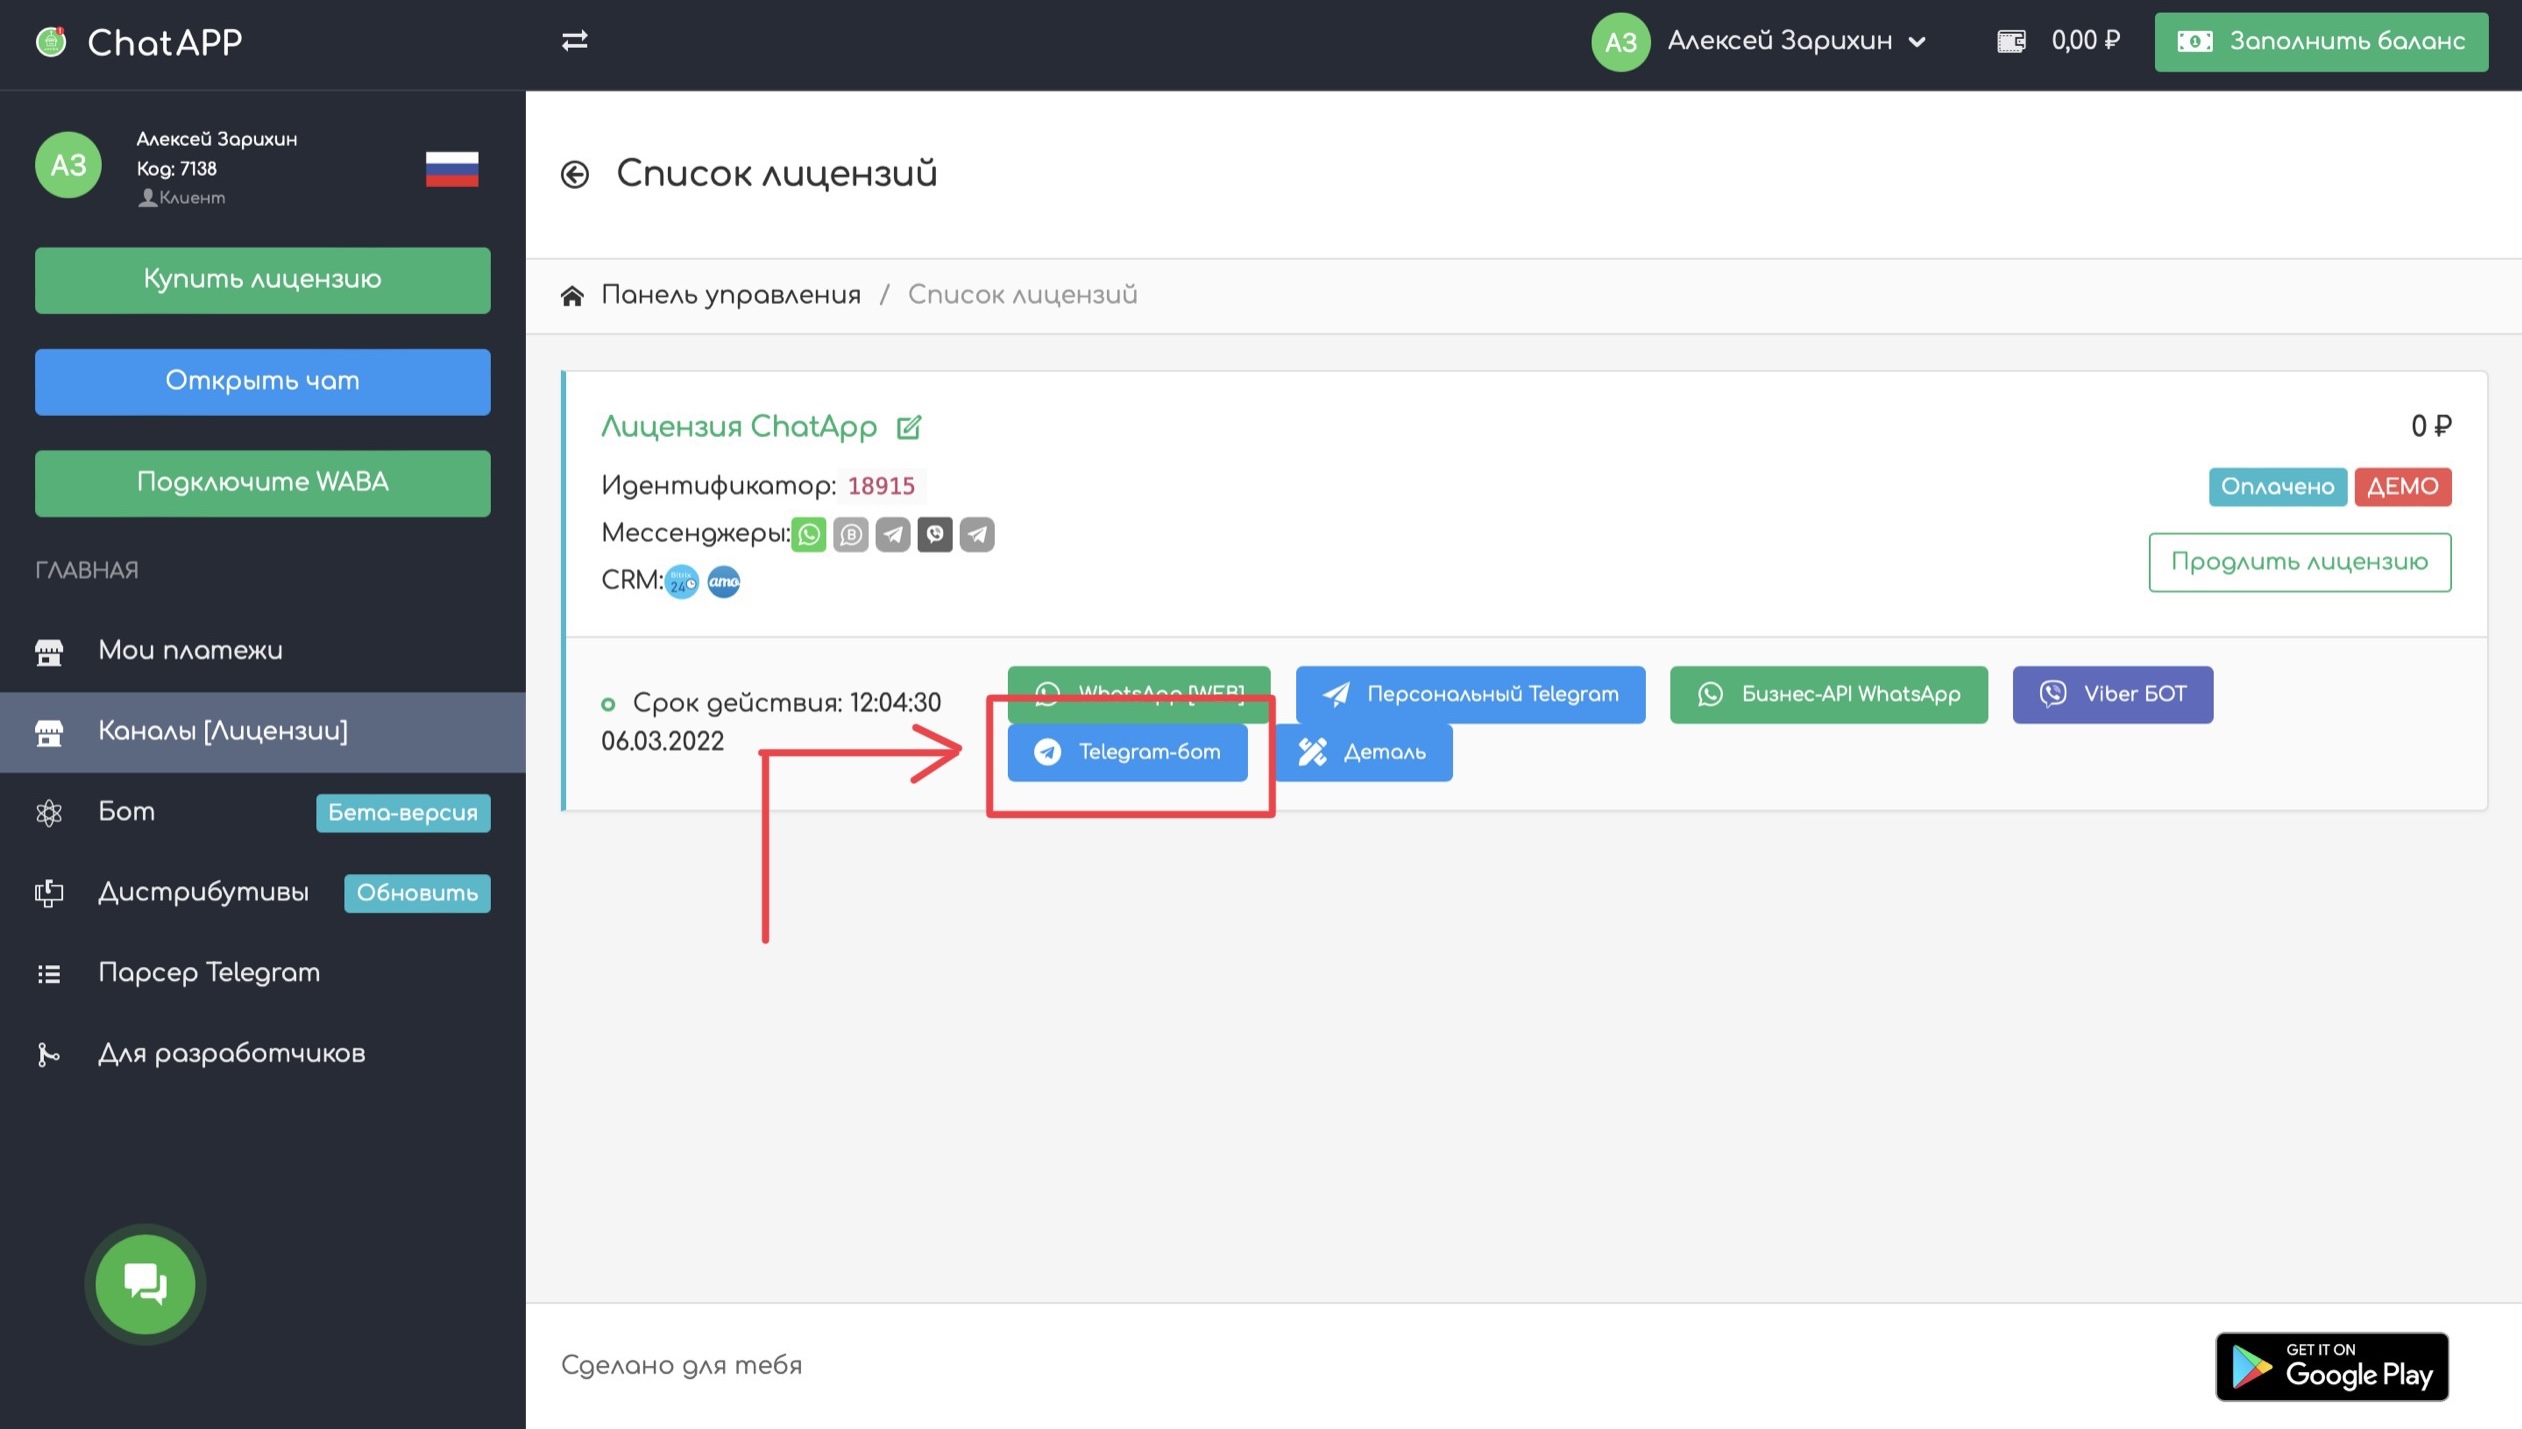 ChatAPP
АЗ
Алексей Зарихин
0,00 ₽
Заполнить баланс
АЗ
Алексей Зарихин
Код: 7138
Клиент
Купить лицензию
Открыть чат
Подключите WABA
ГЛАВНАЯ
Мои платежи
Каналы [Лицензии]
Бот
Бета-версия
Дистрибутивы
Обновить
Парсер Telegram
Для разработчиков
Список лицензий
Панель управления / Список лицензий
Лицензия ChatApp
0 ₽
Идентификатор: 18915
Оплачено
ДЕМО
Мессенджеры:
CRM:
Bitrix
24
amo
Продлить лицензию
Срок действия: 12:04:30
06.03.2022
WhatsApp [WEB]
Персональный Telegram
Бизнес-API WhatsApp
Viber БОТ
Telegram-бот
Деталь
Сделано для тебя
GET IT ON
Google Play